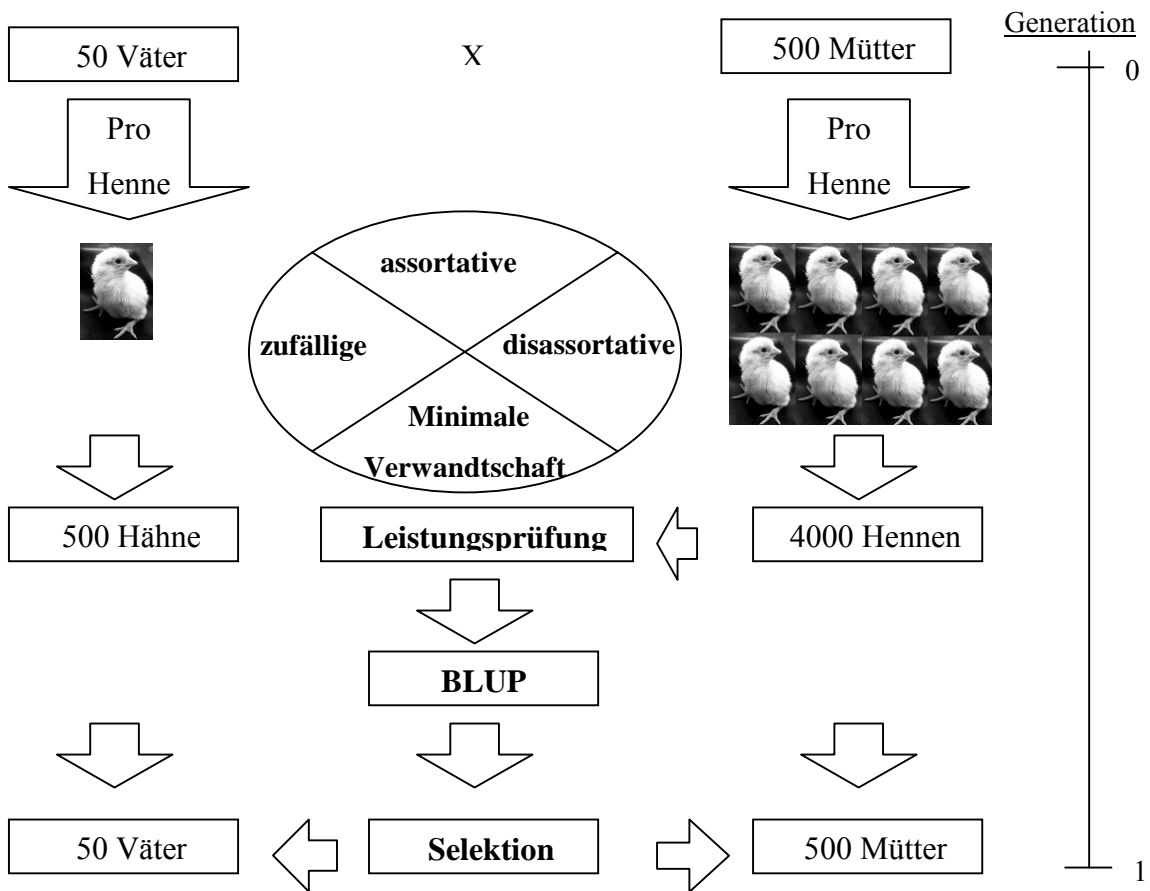 Generation
50 Väter
X
500 Mütter
0
Pro
Henne
Pro
Henne
assortative
zufällige
disassortative
Minimale
Verwandtschaft
500 Hähne
Leistungsprüfung
4000 Hennen
BLUP
50 Väter
Selektion
500 Mütter
1